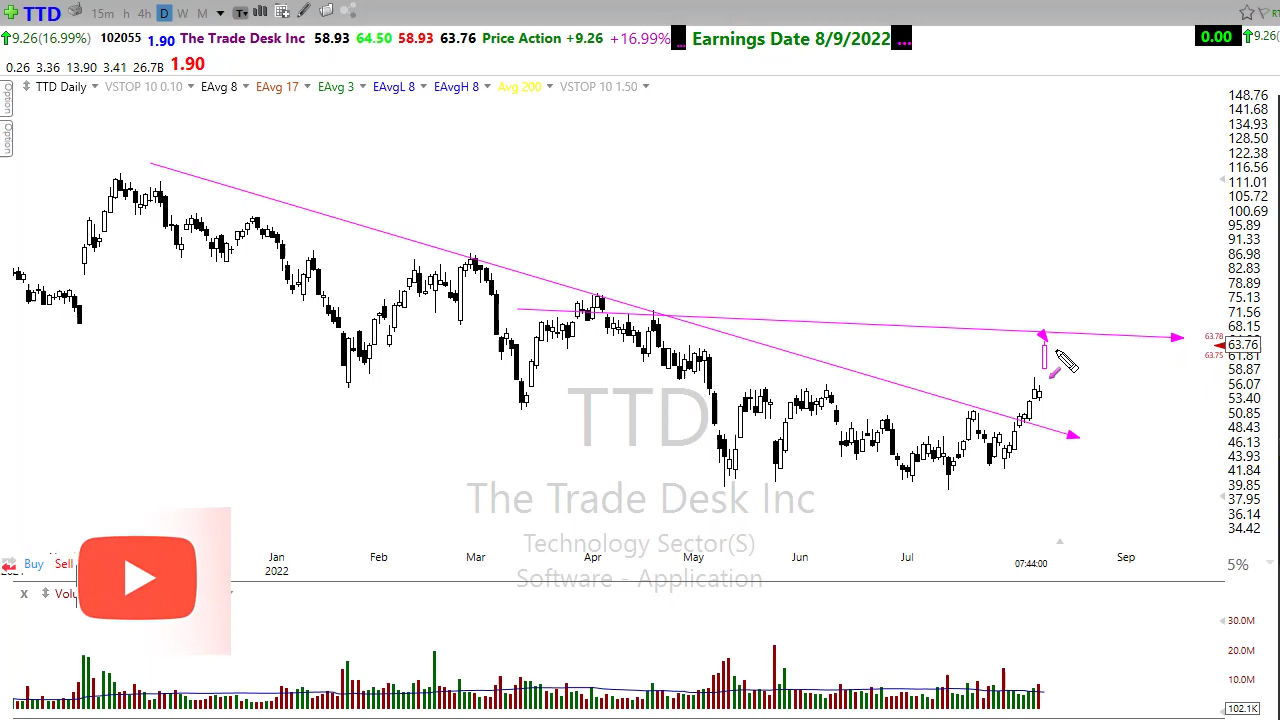 TTD 15m h 4h D W M T
9.26(16.99%) 102055 1.90 The Trade Desk Inc 58.93 64.50 58.93 63.76 Price Action +9.26 +16.99% ... Earnings Date 8/9/2022 ... 0.00 9.26(
0.26 3.36 13.90 3.41 26.7B 1.90
TTD Daily VSTOP 10 0.10 EAvg 8 EAvg 17 EAvg 3 EAvgL 8 EAvgH 8 Avg 200 VSTOP 10 1.50
Option
Option
148.76
141.68
134.93
128.50
122.38
116.56
111.01
105.72
100.69
95.89
91.33
86.98
82.83
78.89
75.13
71.56
68.15
63.78
63.76
63.75
61.81
58.87
56.07
53.40
50.85
48.43
46.13
43.93
41.84
39.85
37.95
36.14
34.42
TTD
The Trade Desk Inc
Technology Sector(S)
Software - Application
Jan Feb Mar Apr May Jun Jul Sep
2022 07:44:00
Buy Sell
5%
x Volu
30.0M
20.0M
10.0M
102.1K